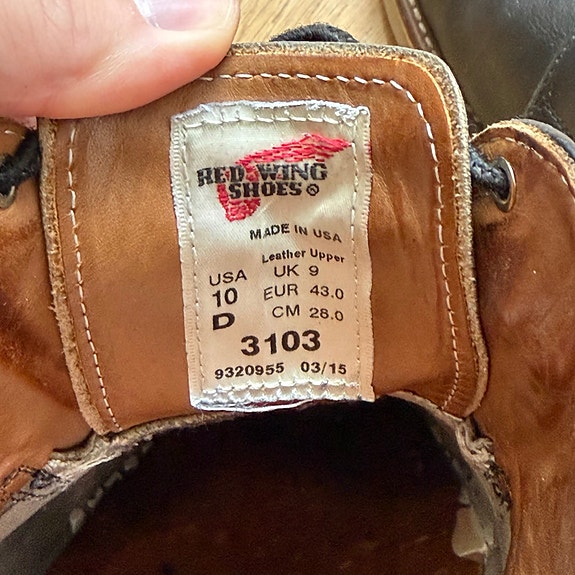 RED WING
SHOES ®
MADE IN USA
Leather Upper
USA UK 9
10 EUR 43.0
D CM 28.0
3103
9320955 03/15